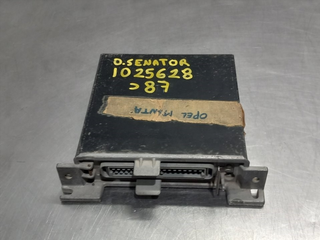 O.SENATOR
1025628
>87
OPEL MANTA